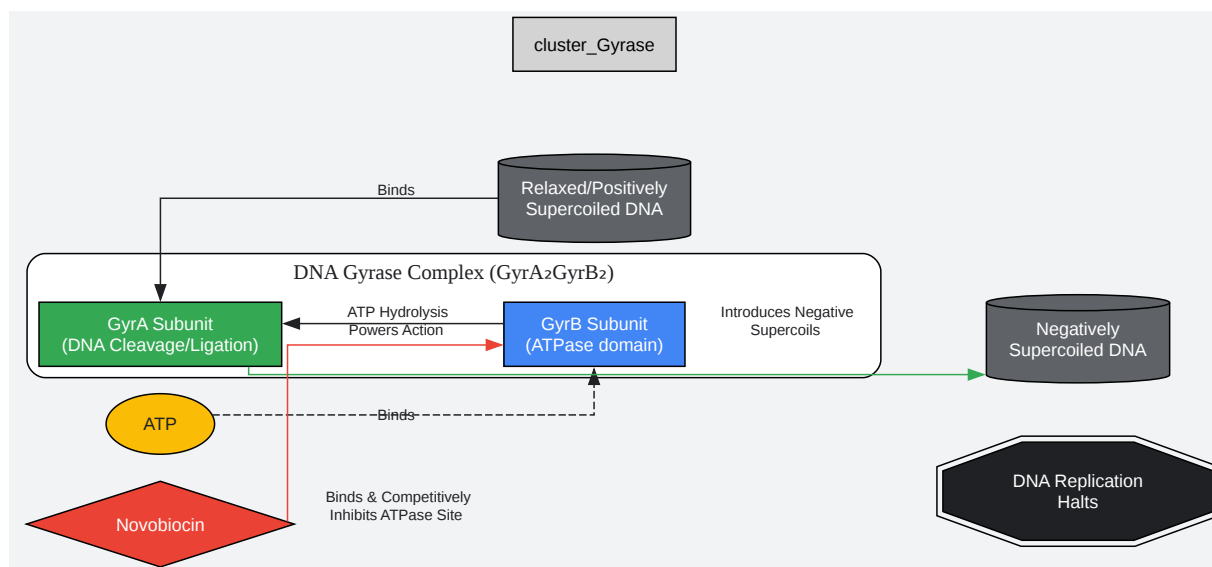 cluster_Gyrase
Relaxed/Positively
Supercoiled DNA
Binds
DNA Gyrase Complex (GyrA₂GyrB₂)
GyrA Subunit
(DNA Cleavage/Ligation)
ATP Hydrolysis
Powers Action
GyrB Subunit
(ATPase domain)
Introduces Negative
Supercoils
Negatively
Supercoiled DNA
ATP
Binds
Novobiocin
Binds & Competitively
Inhibits ATPase Site
DNA Replication
Halts